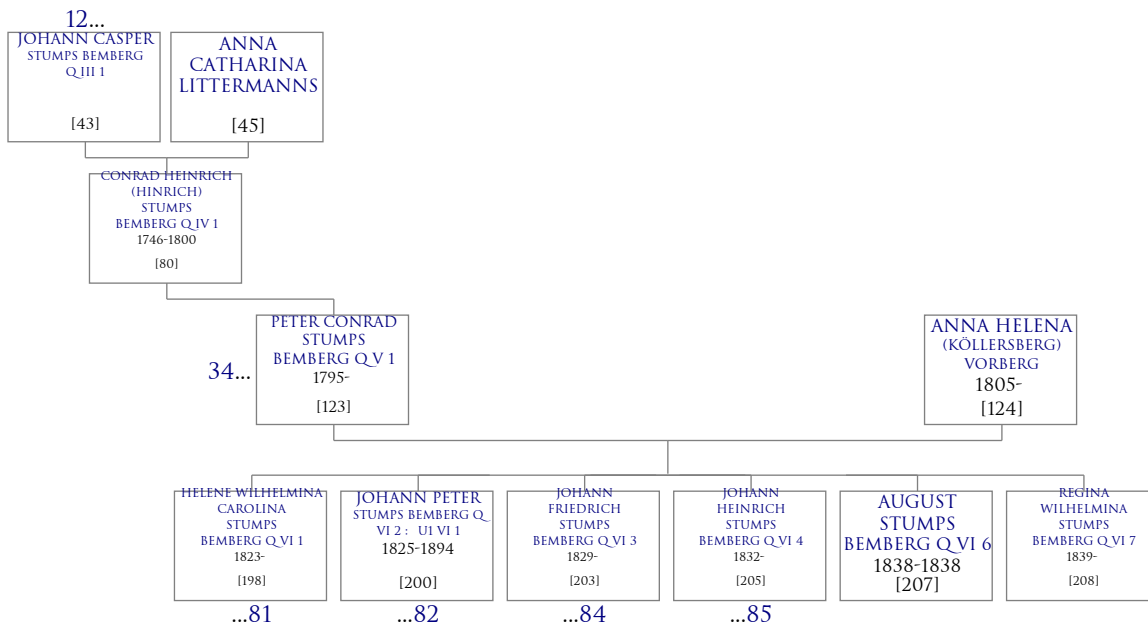 12...
JOHANN CASPER
STUMPS BEMBERG
Q III 1
[43]
ANNA
CATHARINA
LITTERMANNS
[45]
CONRAD HEINRICH
(HINRICH)
STUMPS
BEMBERG Q IV 1
1746-1800
[80]
34...
PETER CONRAD
STUMPS
BEMBERG Q V 1
1795-
[123]
ANNA HELENA
(KÖLLERSBERG)
VORBERG
1805-
[124]
HELENE WILHELMINA
CAROLINA
STUMPS
BEMBERG Q VI 1
1823-
[198]
...81
JOHANN PETER
STUMPS BEMBERG Q
VI 2 : U1 VI 1
1825-1894
[200]
...82
JOHANN
FRIEDRICH
STUMPS
BEMBERG Q VI 3
1829-
[203]
...84
JOHANN
HEINRICH
STUMPS
BEMBERG Q VI 4
1832-
[205]
...85
AUGUST
STUMPS
BEMBERG Q VI 6
1838-1838
[207]
REGINA
WILHELMINA
STUMPS
BEMBERG Q VI 7
1839-
[208]